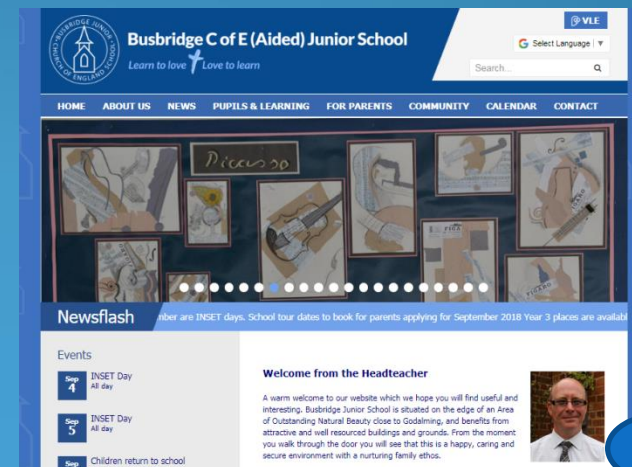 BUSBRIDGE JUNIOR
CHURCH OF ENGLAND SCHOOL
Busbridge C of E (Aided) Junior School
Learn to love Love to learn
VLE
G Select Language ▼
Search...
HOME ABOUT US NEWS PUPILS & LEARNING FOR PARENTS COMMUNITY CALENDAR CONTACT
Picasso
Newsflash
mber are INSET days. School tour dates to book for parents applying for September 2018 Year 3 places are availabl
Events
Sep
4
INSET Day
All day
Sep
5
INSET Day
All day
Sep
Children return to school
Welcome from the Headteacher
A warm welcome to our website which we hope you will find useful and
interesting. Busbridge Junior School is situated on the edge of an Area
of Outstanding Natural Beauty close to Godalming, and benefits from
attractive and well resourced buildings and grounds. From the moment
you walk through the door you will see that this is a happy, caring and
secure environment with a nurturing family ethos.